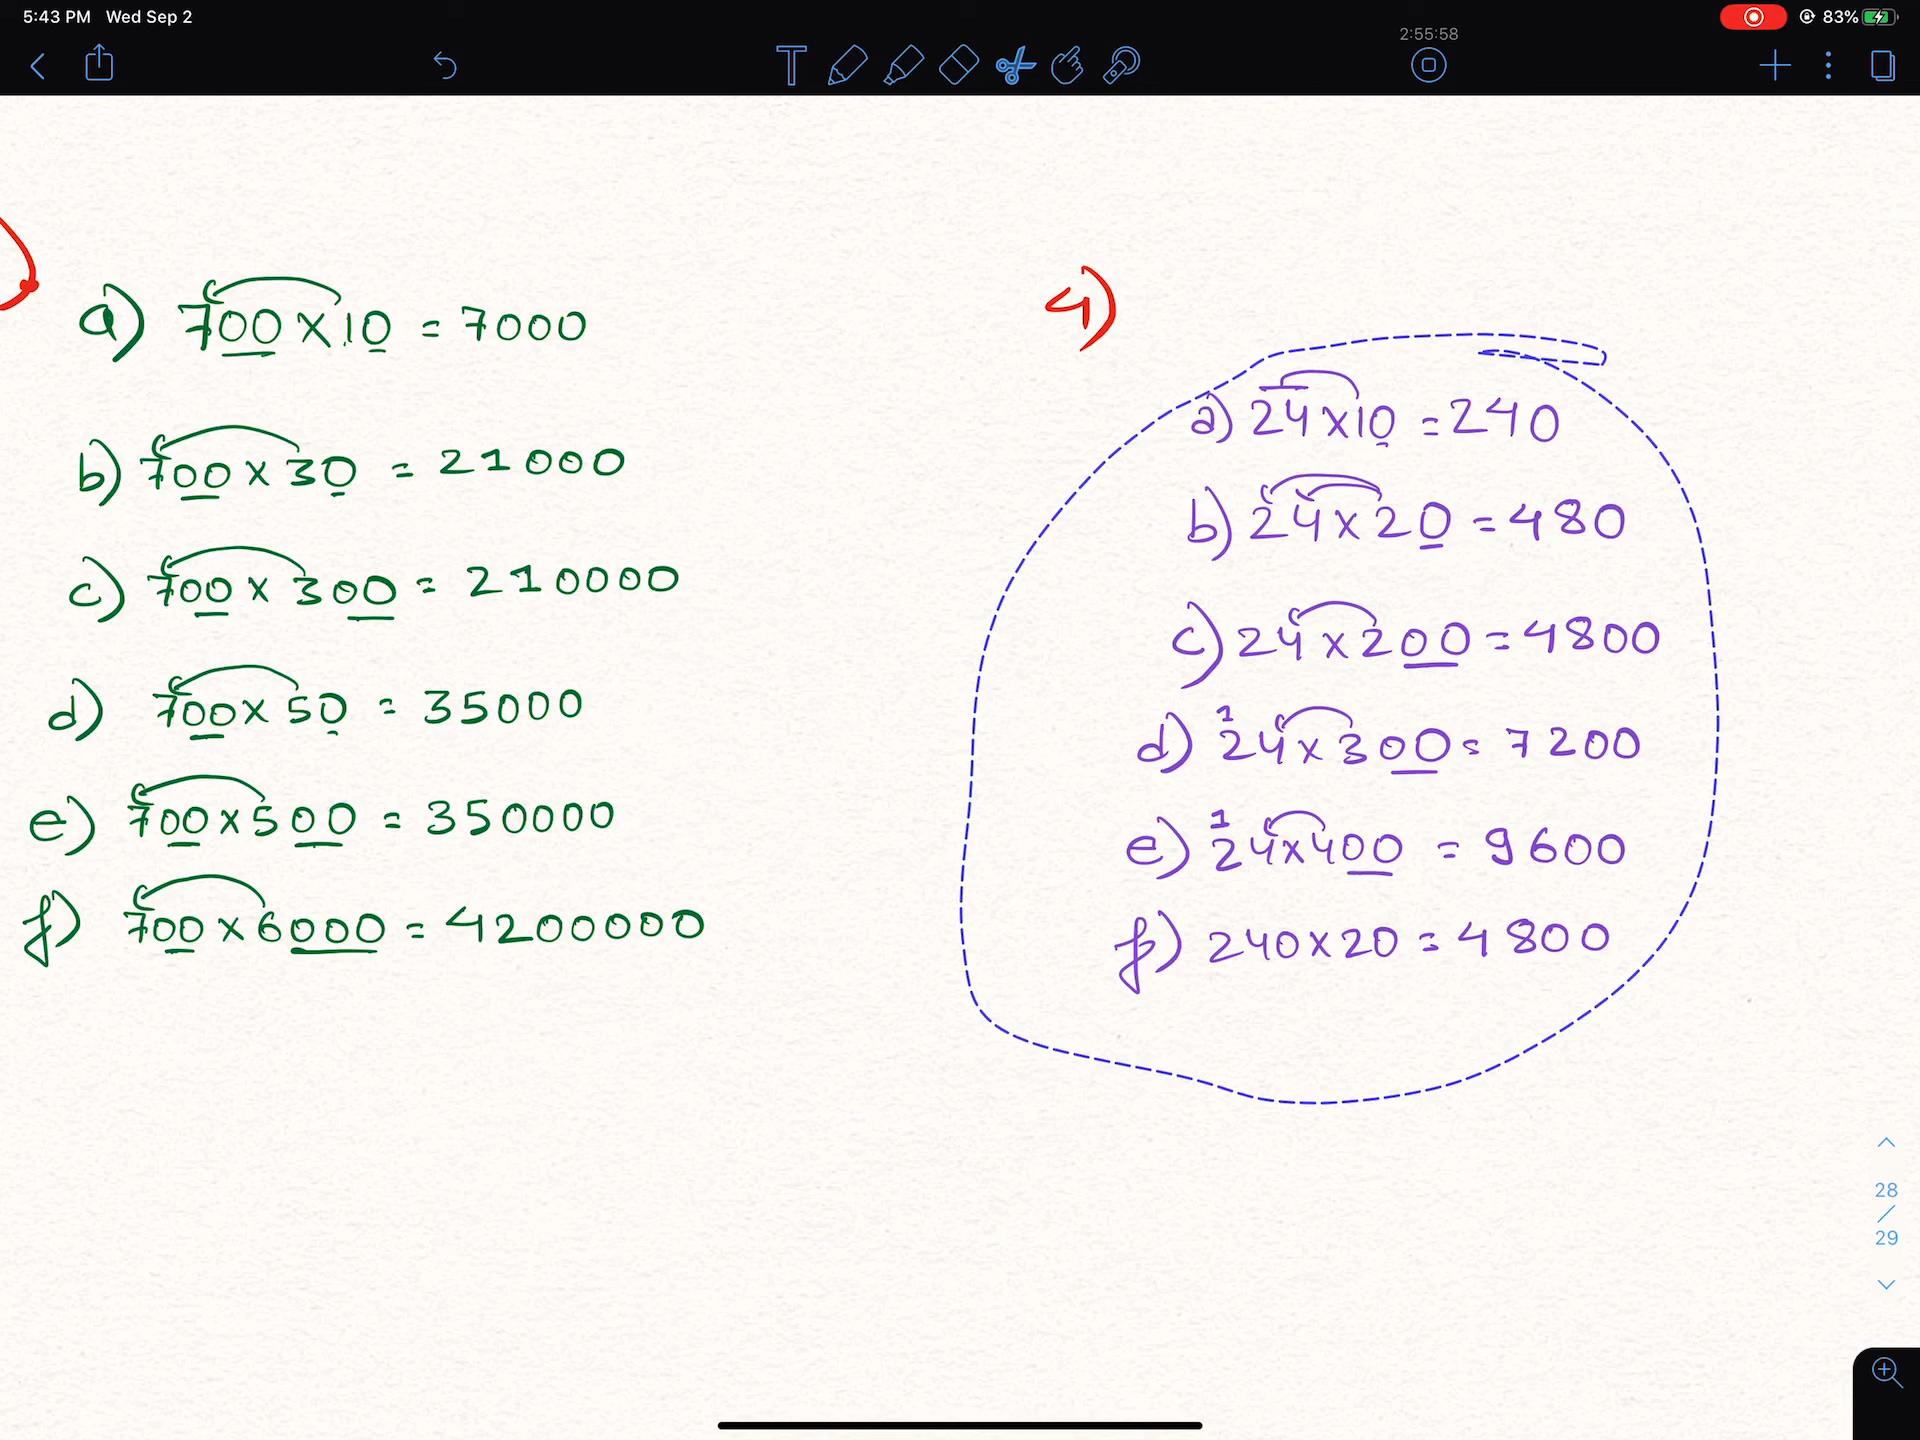 5:43 PM Wed Sep 2
83%
2:55:58
a) 700 × 10 = 7000
b) 700 × 30 = 21000
c) 700 × 300 = 210000
d) 700 × 50 = 35000
e) 700 × 500 = 350000
f) 700 × 6000 = 4200000
4)
a) 24 × 10 = 240
b) 24 × 20 = 480
c) 24 × 200 = 4800
1
d) 24 × 300 = 7200
1
e) 24 × 400 = 9600
f) 240 × 20 = 4800
28
/
29